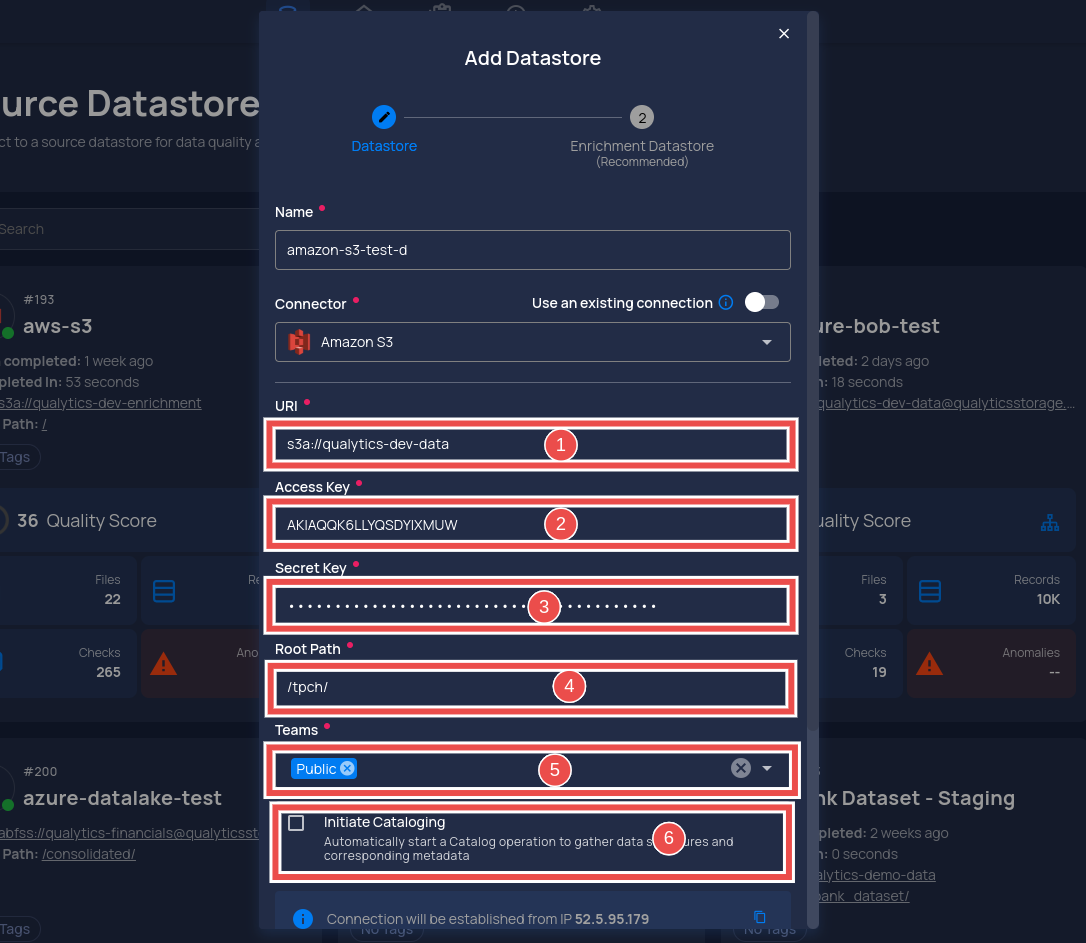 Add Datastore
2
Datastore
Enrichment Datastore
(Recommended)
urce Datastore
ct to a source datastore for data quality a
Search
Name
amazon-s3-test-d
Connector
Use an existing connection
Amazon S3
URI
s3a://qualytics-dev-data
1
Access Key
AKIAQQK6LLYQSDYIXMUW
2
Secret Key
3
Root Path
/tpch/
4
Teams
Public
5
Initiate Cataloging
Automatically start a Catalog operation to gather data s ures and
corresponding metadata
6
Connection will be established from IP 52.5.95.179
#193
aws-s3
completed: 1 week ago
pleted In: 53 seconds
s3a://qualytics-dev-enrichment
Path: /
Tags
36 Quality Score
Files
22
Re
Checks
265
Ano
#200
azure-datalake-test
abfss://qualytics-financials@qualyticsst
Path: /consolidated/
Tags
No Tags
ure-bob-test
leted: 2 days ago
n: 18 seconds
qualytics-dev-data@qualyticsstorage....
uality Score
Files
3
Records
10K
Checks
19
Anomalies
--
nk Dataset - Staging
pleted: 2 weeks ago
n: 0 seconds
alytics-demo-data
bank_dataset/
No Tags